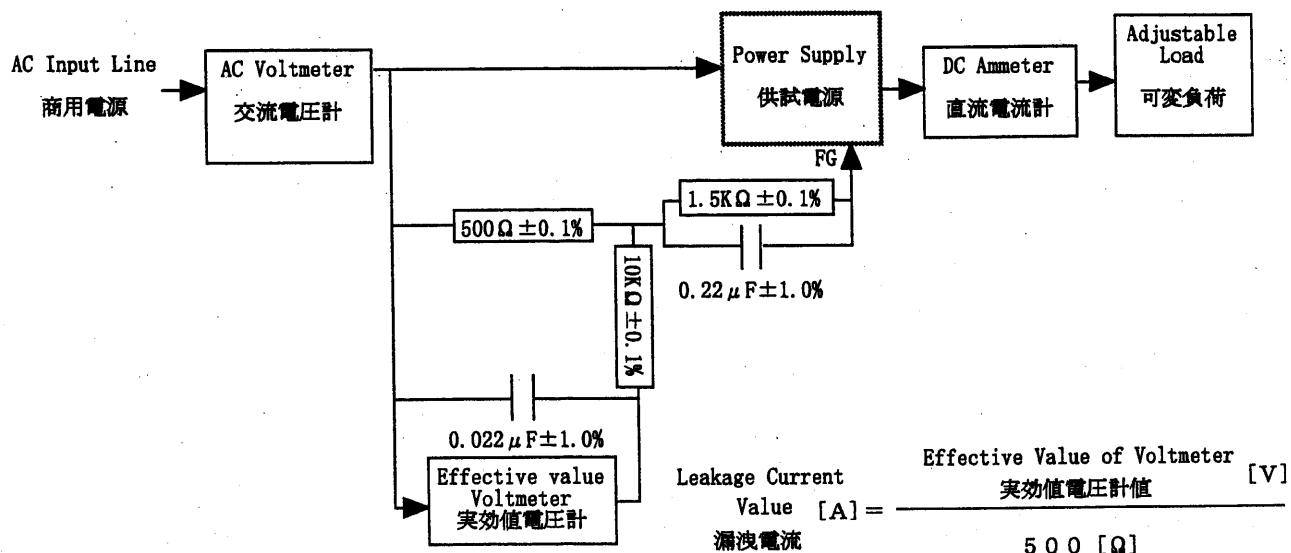 AC Input Line
商用電源
AC Voltmeter
交流電圧計
Power Supply
供試電源
DC Ammeter
直流電流計
Adjustable
Load
可変負荷
FG
1.5KΩ±0.1%
500Ω±0.1%
0.22μF±1.0%
10KΩ±0.1%
0.022μF±1.0%
Effective value
Voltmeter
実効値電圧計
Leakage Current
Value [A]=
漏洩電流
Effective Value of Voltmeter [V]
実効値電圧計値
500 [Ω]